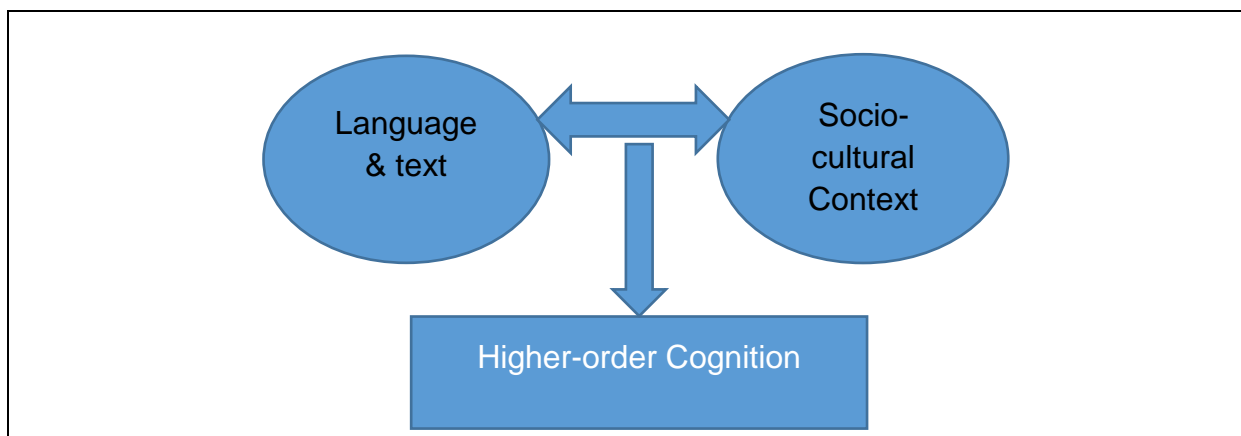 Language
& text
Socio-
cultural
Context
Higher-order Cognition